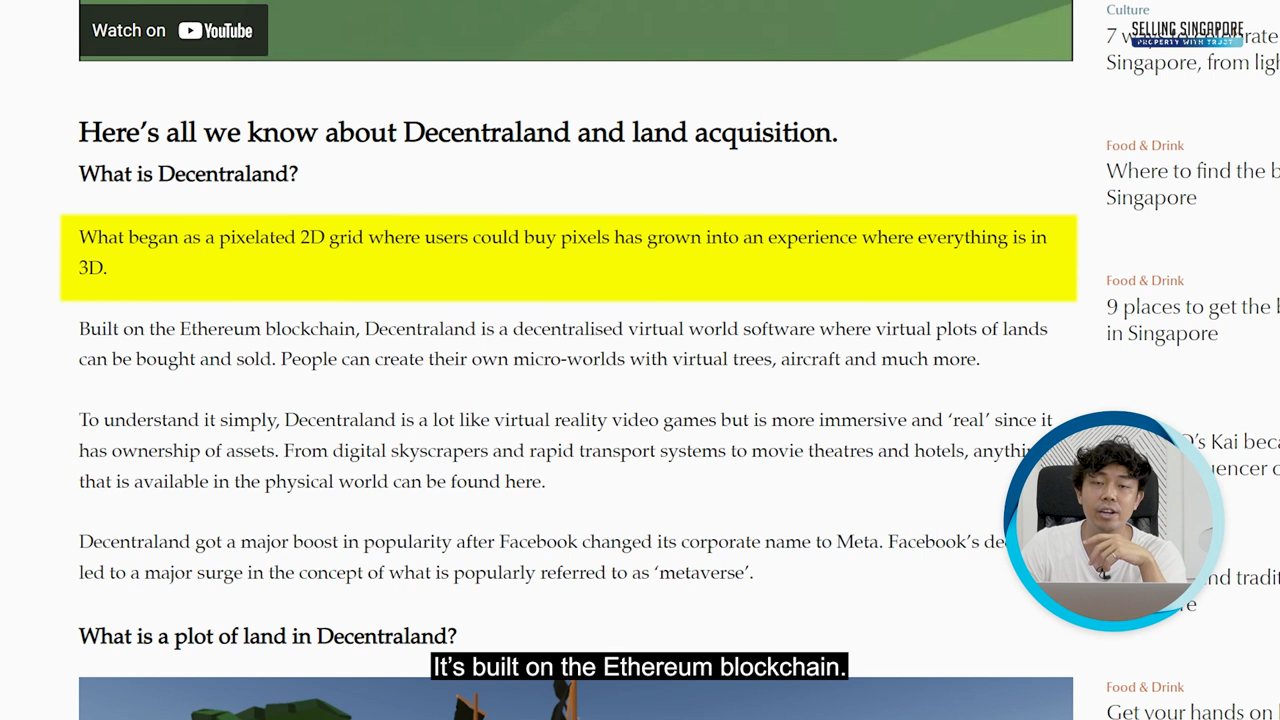 Watch on YouTube
Culture
SELLING SINGAPORE
PROPERTY WITH TRUST
7 w
rate
Singapore, from ligh
Here's all we know about Decentraland and land acquisition.
What is Decentraland?
Food & Drink
Where to find the b
Singapore
What began as a pixelated 2D grid where users could buy pixels has grown into an experience where everything is in
3D.
Food & Drink
9 places to get the b
in Singapore
Built on the Ethereum blockchain, Decentraland is a decentralised virtual world software where virtual plots of lands
can be bought and sold. People can create their own micro-worlds with virtual trees, aircraft and much more.
To understand it simply, Decentraland is a lot like virtual reality video games but is more immersive and ‘real’ since it
has ownership of assets. From digital skyscrapers and rapid transport systems to movie theatres and hotels, anythin
that is available in the physical world can be found here.
O's Kai beca
uencer c
Decentraland got a major boost in popularity after Facebook changed its corporate name to Meta. Facebook's de
led to a major surge in the concept of what is popularly referred to as ‘metaverse’.
nd tradit
re
What is a plot of land in Decentraland?
It's built on the Ethereum blockchain.
Food & Drink
Get your hands on